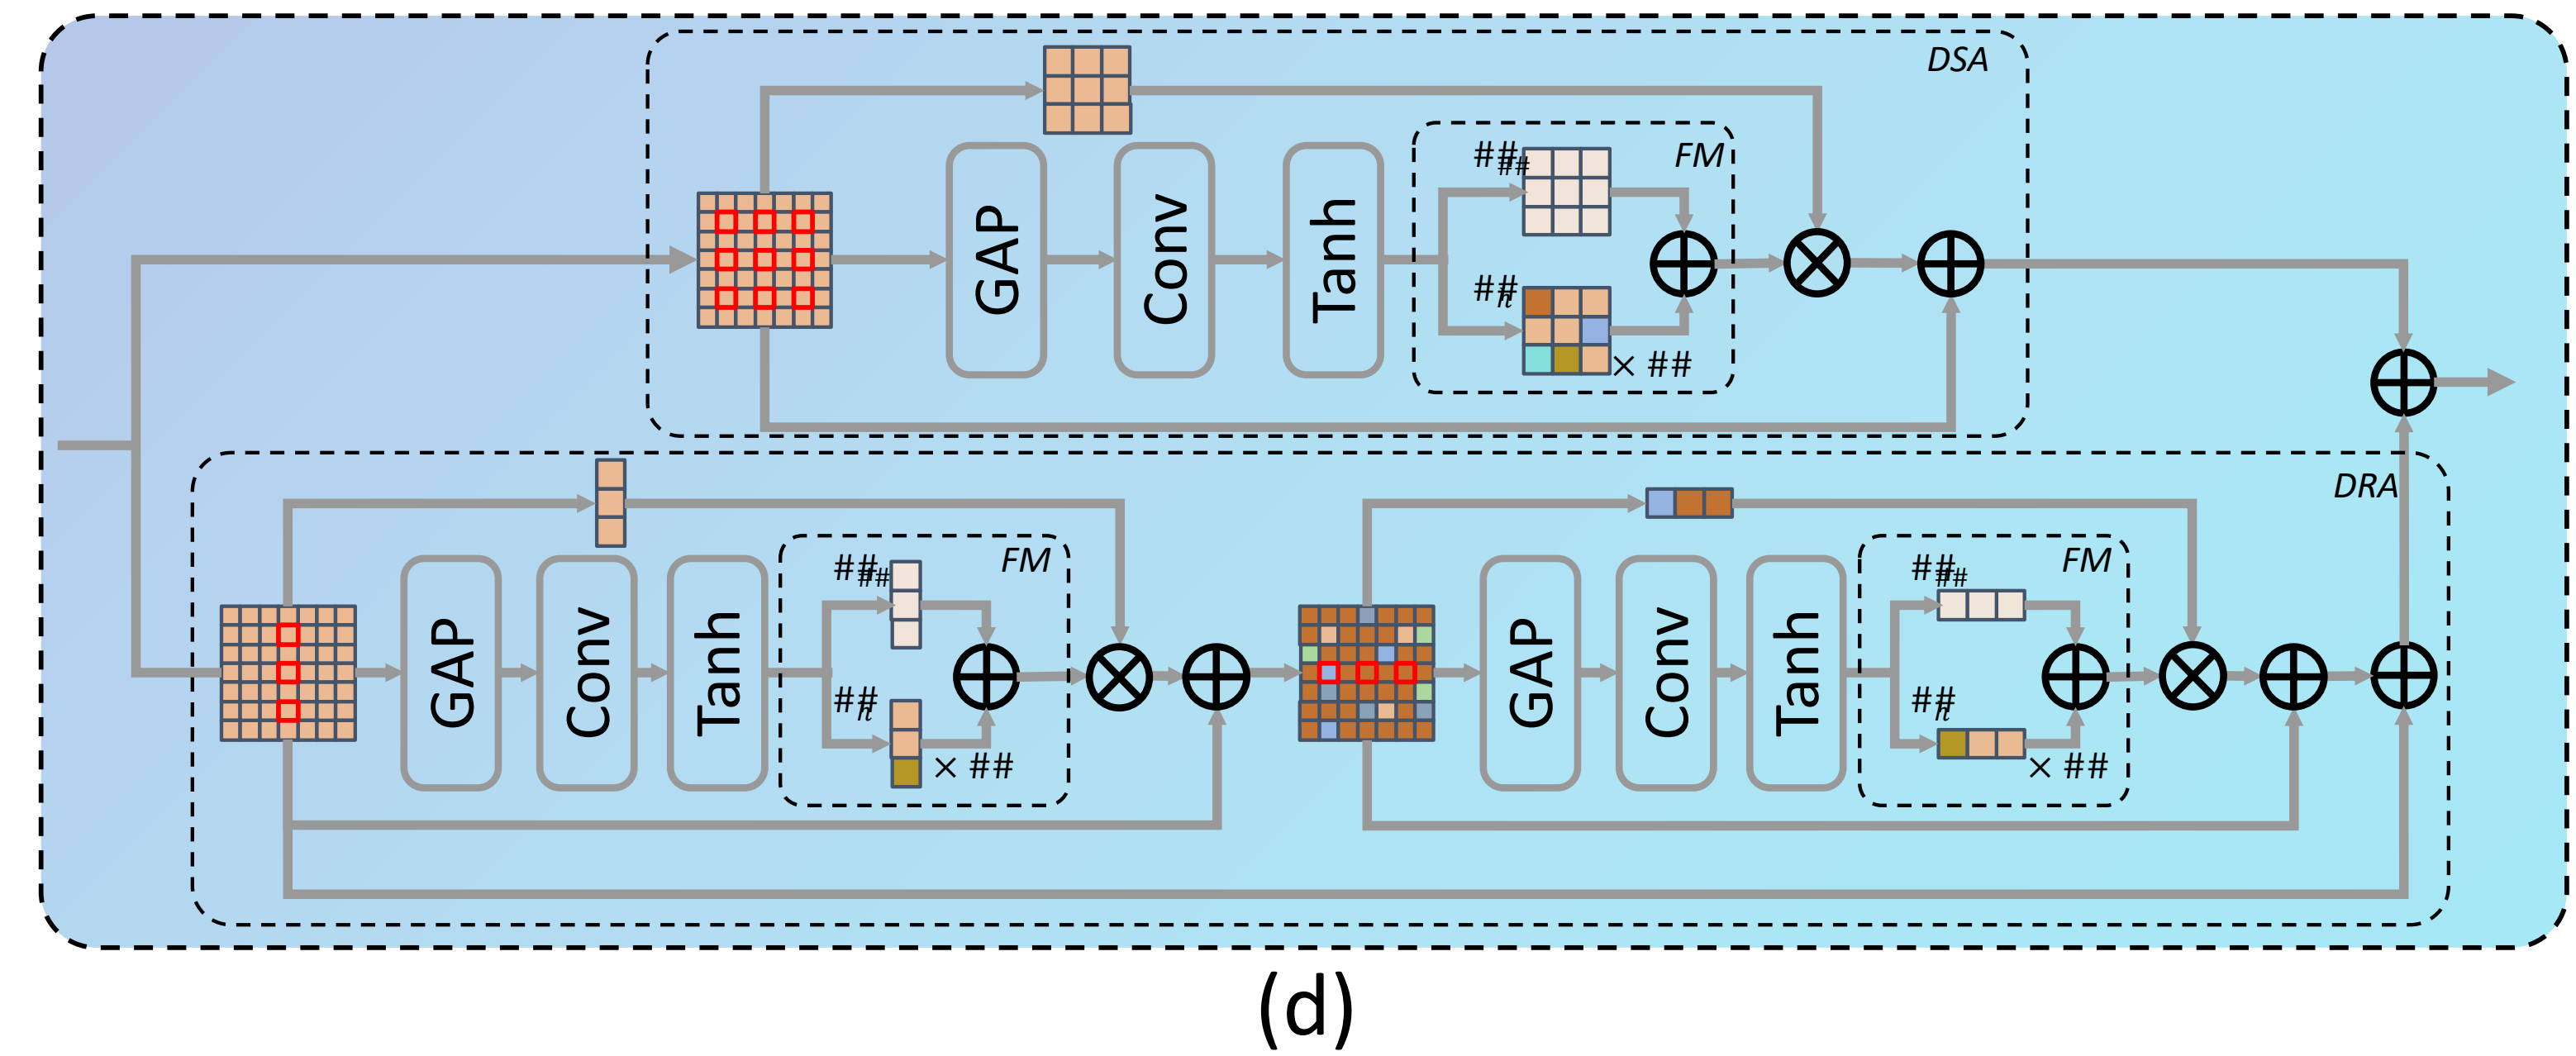 DSA
FM
####
GAP
Conv
Tanh
##h
× ##
DRA
FM
####
GAP
Conv
Tanh
##h
× ##
FM
####
GAP
Conv
Tanh
##h
× ##
(d)